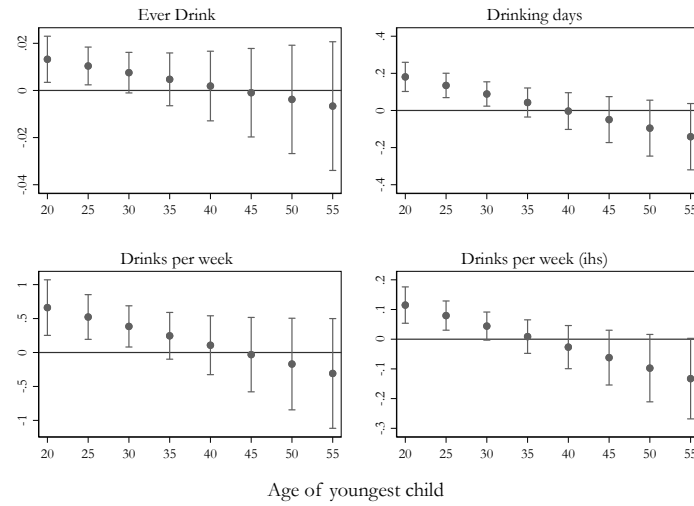 Ever Drink
.02
0
-.02
-.04
20 25 30 35 40 45 50 55
Drinking days
.4
.2
0
-.2
-.4
20 25 30 35 40 45 50 55
Drinks per week
1
.5
0
-.5
-1
20 25 30 35 40 45 50 55
Drinks per week (ihs)
.2
.1
0
-.1
-.2
-.3
20 25 30 35 40 45 50 55
Age of youngest child